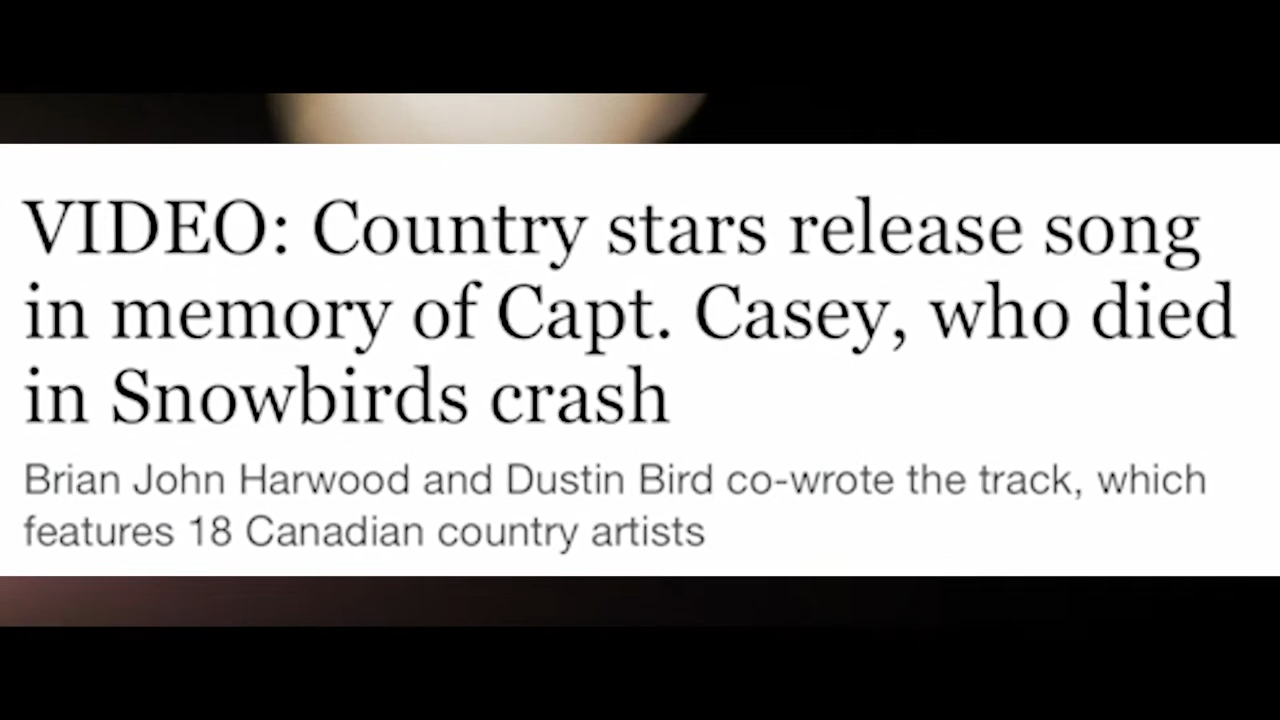 VIDEO: Country stars release song
in memory of Capt. Casey, who died
in Snowbirds crash
Brian John Harwood and Dustin Bird co-wrote the track, which
features 18 Canadian country artists